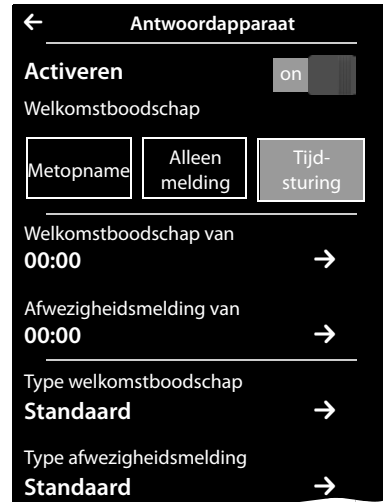 ← Antwoordapparaat
Activeren on
Welkomstboodschap
Metopname
Alleen
melding
Tijd-
sturing
Welkomstboodschap van
00:00 →
Afwezigheidsmelding van
00:00 →
Type welkomstboodschap
Standaard →
Type afwezigheidsmelding
Standaard →